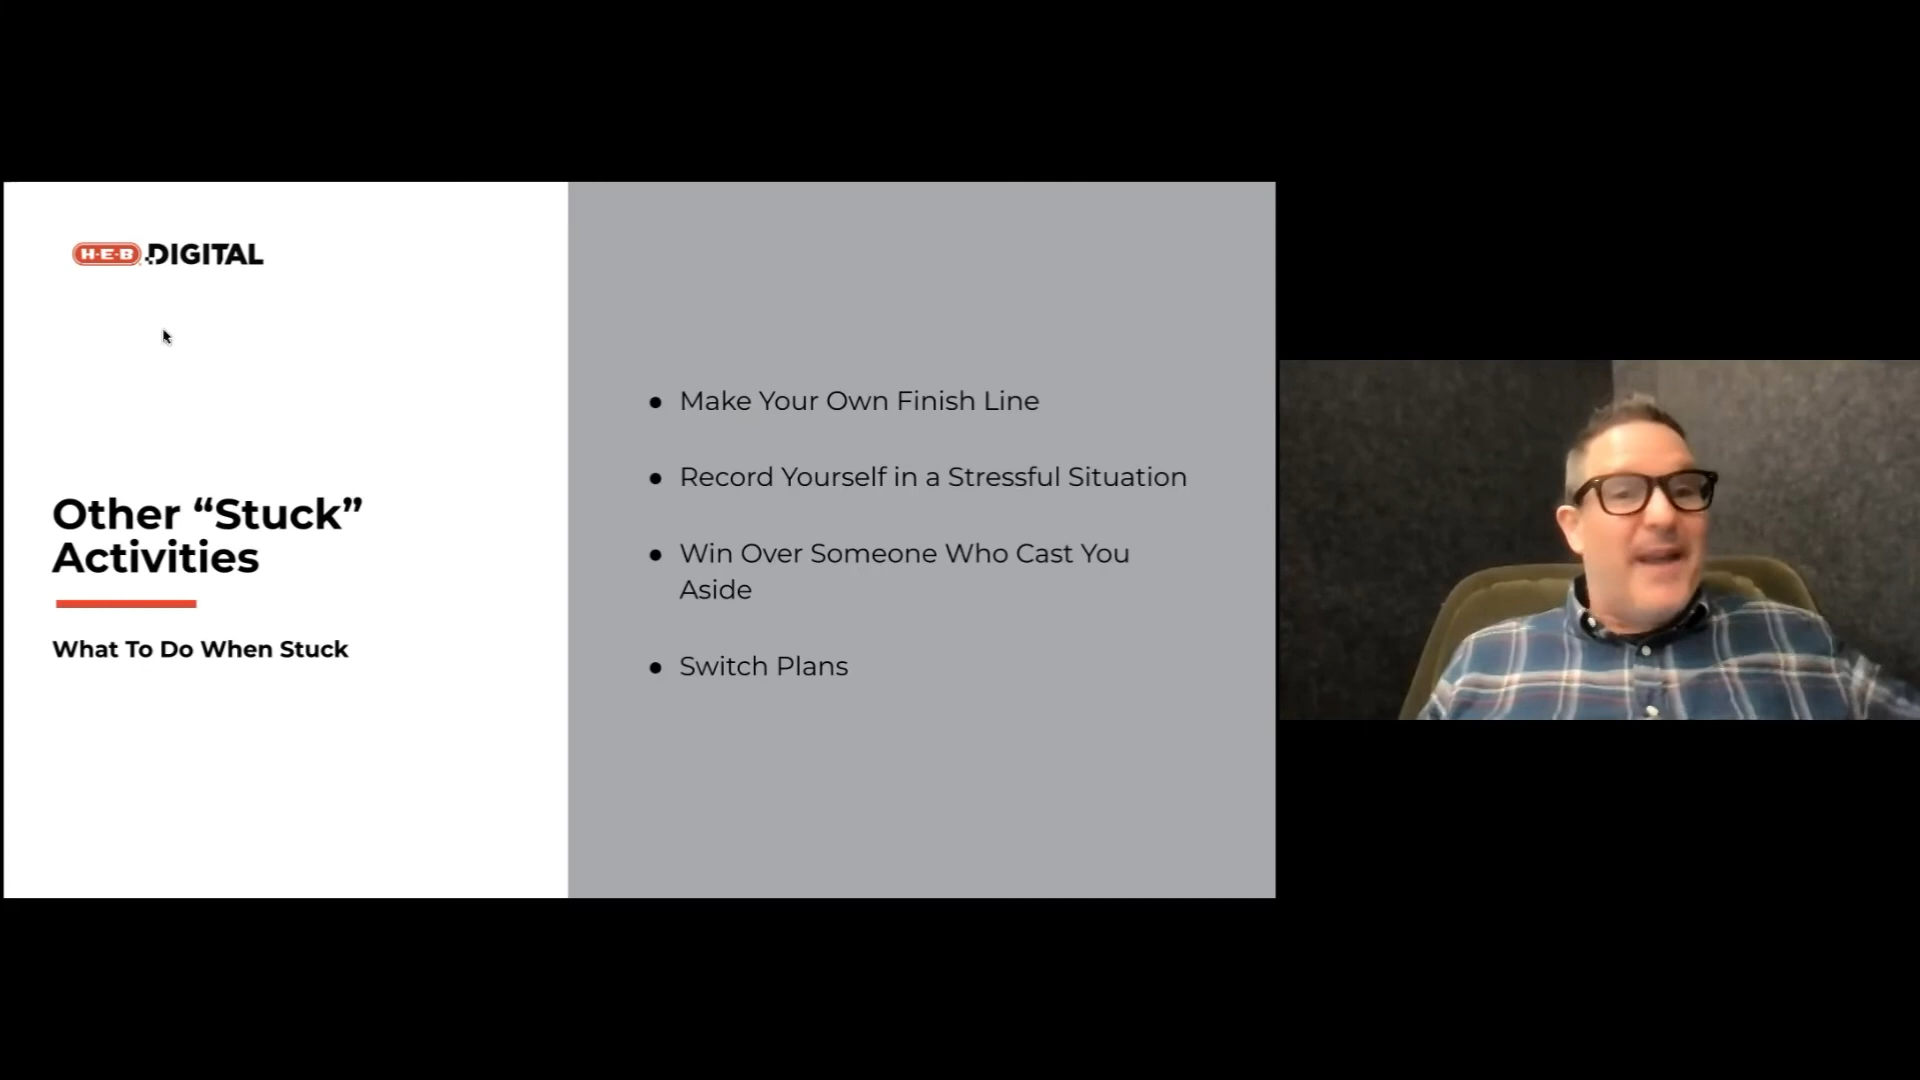 H-E-B DIGITAL
Other “Stuck”
Activities
What To Do When Stuck
● Make Your Own Finish Line
● Record Yourself in a Stressful Situation
● Win Over Someone Who Cast You
Aside
● Switch Plans